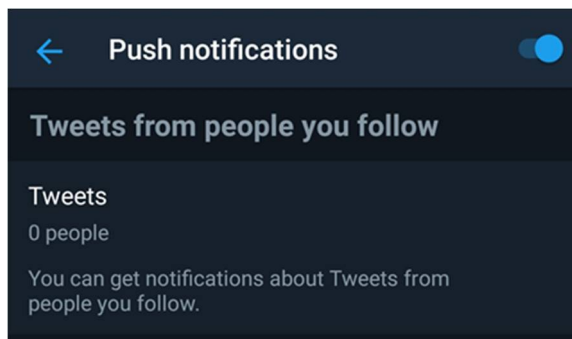 Push notifications
Tweets from people you follow
Tweets
0 people
You can get notifications about Tweets from
people you follow.